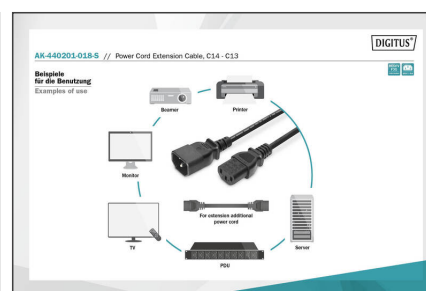 DIGITUS®
AK-440201-018-S // Power Cord Extension Cable, C14 - C13
Beispiele
für die Benutzung
Examples of use
Beamer
Printer
Monitor
For extension additional
power cord
TV
Server
PDU